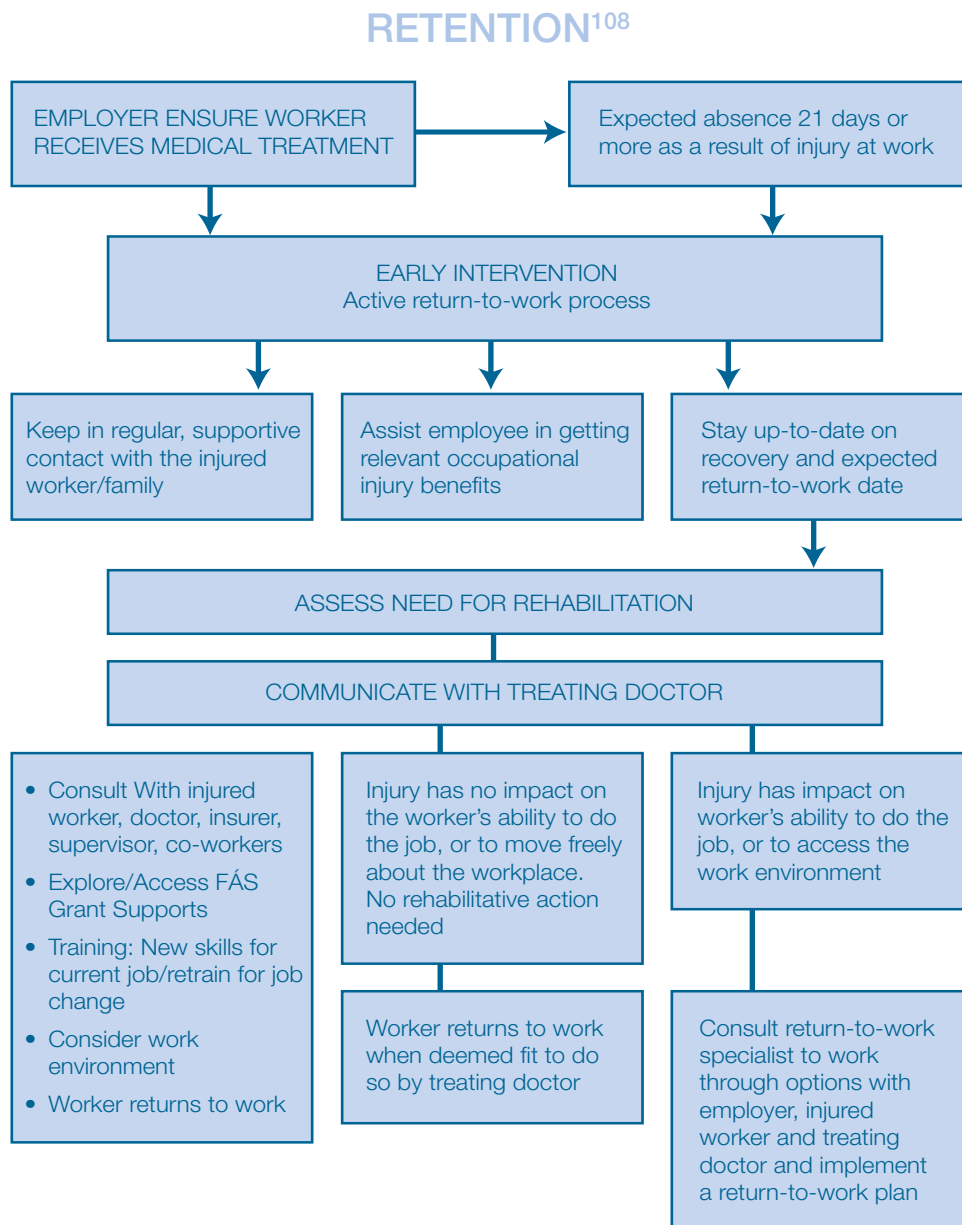 RETENTION108
EMPLOYER ENSURE WORKER
RECEIVES MEDICAL TREATMENT
Expected absence 21 days or
more as a result of injury at work
EARLY INTERVENTION
Active return-to-work process
Keep in regular, supportive
contact with the injured
worker/family
Assist employee in getting
relevant occupational
injury benefits
Stay up-to-date on
recovery and expected
return-to-work date
ASSESS NEED FOR REHABILITATION
COMMUNICATE WITH TREATING DOCTOR
• Consult With injured
worker, doctor, insurer,
supervisor, co-workers
• Explore/Access FÁS
Grant Supports
• Training: New skills for
current job/retrain for job
change
• Consider work
environment
• Worker returns to work
Injury has no impact on
the worker's ability to do
the job, or to move freely
about the workplace.
No rehabilitative action
needed
Worker returns to work
when deemed fit to do
so by treating doctor
Injury has impact on
worker's ability to do the
job, or to access the
work environment
Consult return-to-work
specialist to work
through options with
employer, injured
worker and treating
doctor and implement
a return-to-work plan